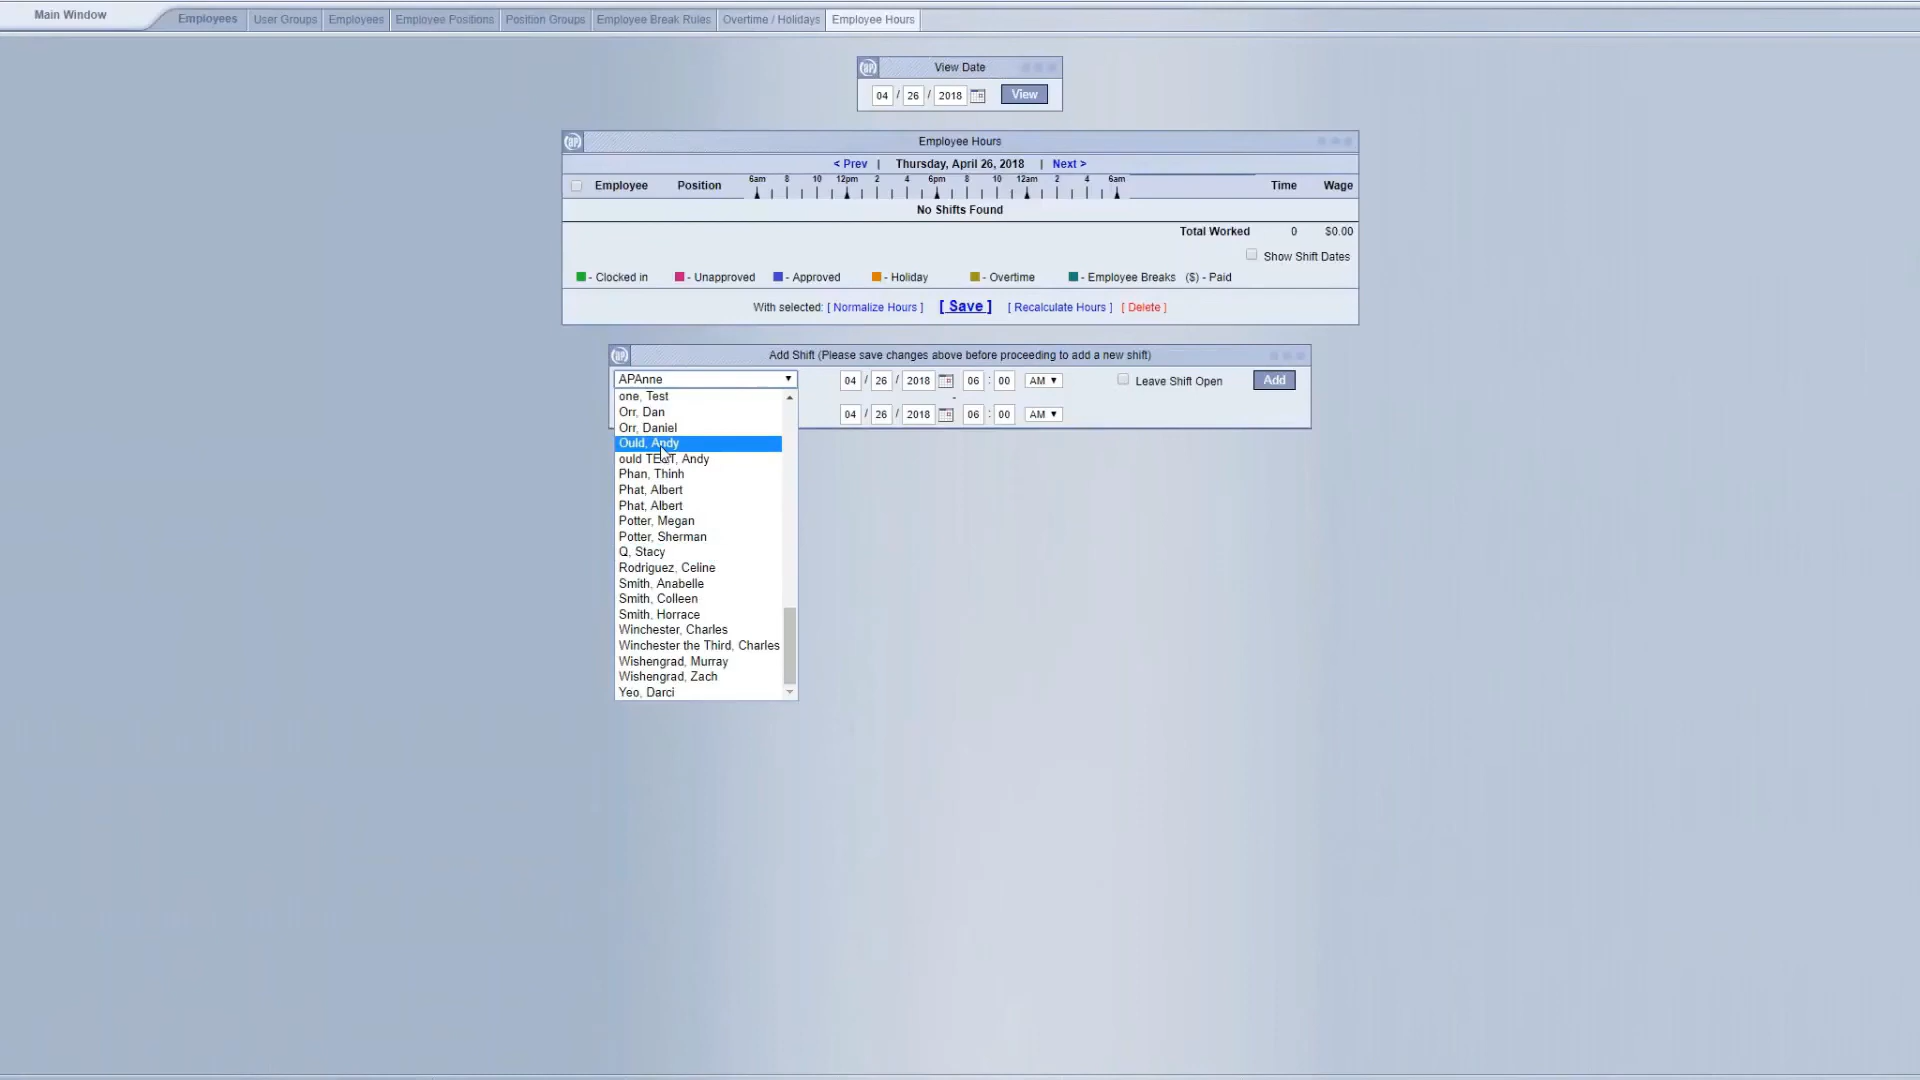 Main Window
Employees
User Groups
Employees
Employee Positions
Position Groups
Employee Break Rules
Overtime / Holidays
Employee Hours
View Date
04 / 26 / 2018 View
Employee Hours
< Prev | Thursday, April 26, 2018 | Next >
Employee Position 6am 8 10 12pm 2 4 6pm 8 10 12am 2 4 6am Time Wage
No Shifts Found
Total Worked 0 $0.00
Show Shift Dates
- Clocked in - Unapproved - Approved - Holiday - Overtime - Employee Breaks ($) - Paid
With selected: [ Normalize Hours ] [ Save ] [ Recalculate Hours ] [ Delete ]
Add Shift (Please save changes above before proceeding to add a new shift)
APAnne 04 / 26 / 2018 06 : 00 AM Leave Shift Open Add
-
04 / 26 / 2018 06 : 00 AM
one, Test
Orr, Dan
Orr, Daniel
Ould, Andy
ould TEST, Andy
Phan, Thinh
Phat, Albert
Phat, Albert
Potter, Megan
Potter, Sherman
Q, Stacy
Rodriguez, Celine
Smith, Anabelle
Smith, Colleen
Smith, Horrace
Winchester, Charles
Winchester the Third, Charles
Wishengrad, Murray
Wishengrad, Zach
Yeo, Darci